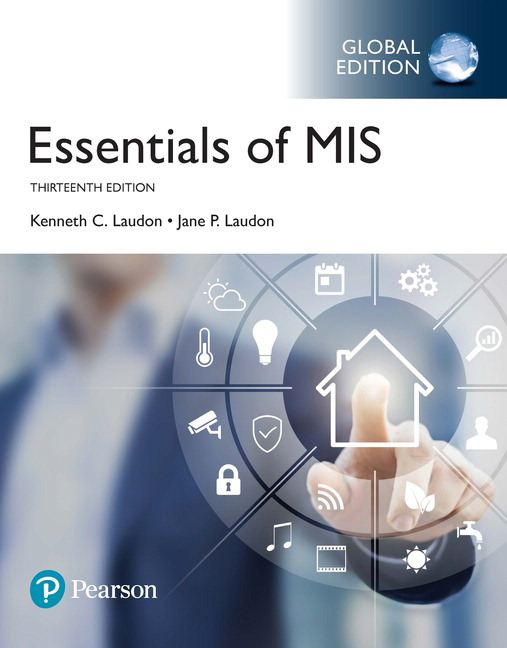 GLOBAL
EDITION
Essentials of MIS
THIRTEENTH EDITION
Kenneth C. Laudon • Jane P. Laudon
Pearson